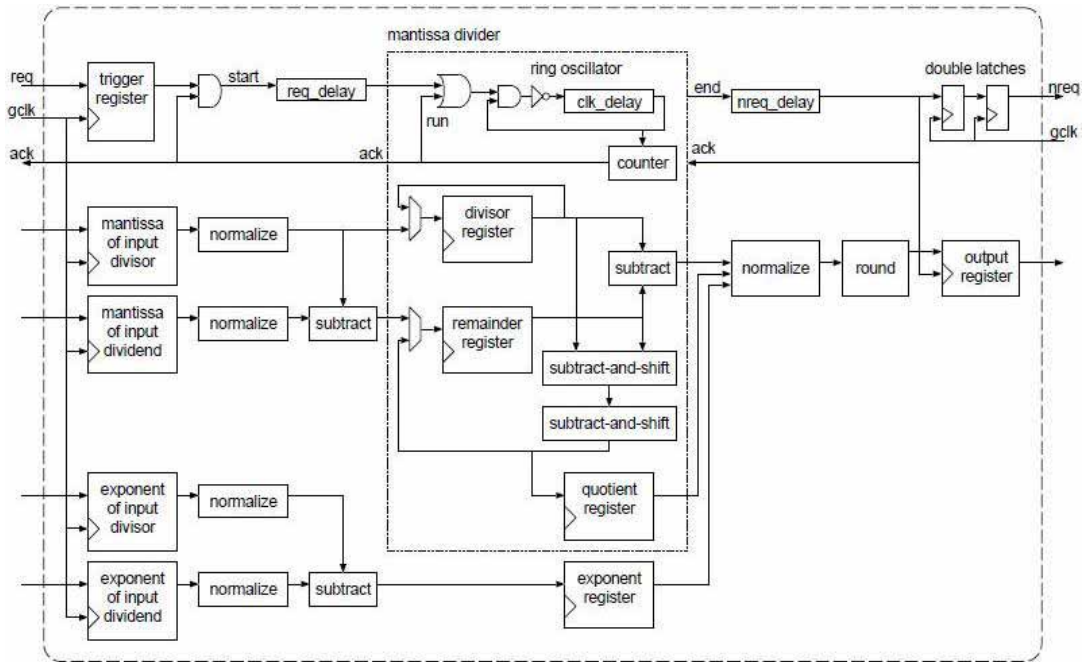 mantissa divider
req
trigger
register
start
req_delay
ring oscillator
clk_delay
end
nreq_delay
double latches
nreq
gclk
run
gclk
ack
ack
counter
ack
mantissa
of input
divisor
normalize
divisor
register
subtract
normalize
round
output
register
mantissa
of input
dividend
normalize
subtract
remainder
register
subtract-and-shift
subtract-and-shift
exponent
of input
divisor
normalize
quotient
register
exponent
of input
dividend
normalize
subtract
exponent
register